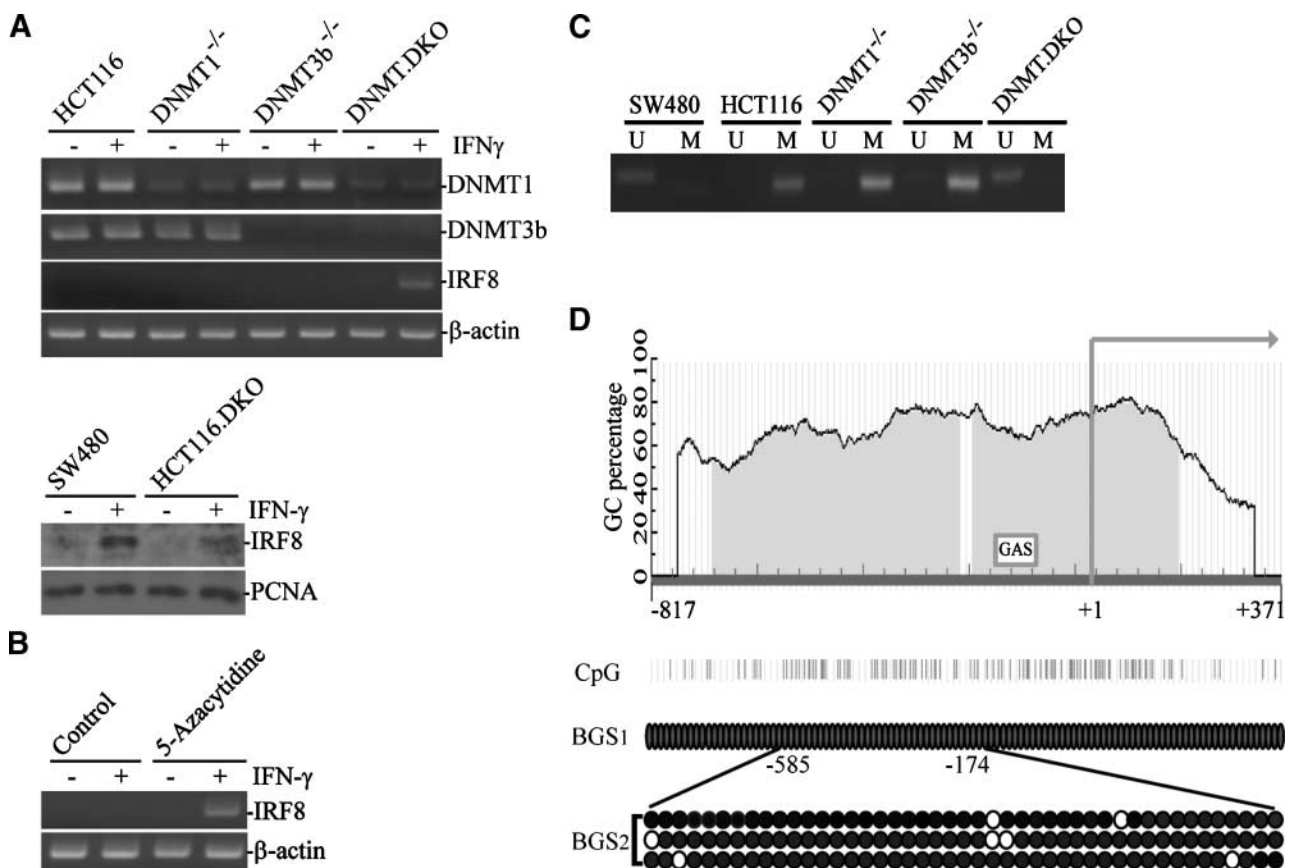 A
HCT116 DNMT1-/- DNMT3b-/- DNMT.DKO
- + - + - + - + IFNγ
-DNMT1
-DNMT3b
-IRF8
-β-actin
SW480 HCT116.DKO
- + - + IFN-γ
-IRF8
-PCNA
B
Control 5-Azacytidine
- + - + IFN-γ
-IRF8
-β-actin
C
SW480 HCT116 DNMT1-/- DNMT3b-/- DNMT.DKO
U M U M U M U M U M
D
GC percentage
100
80
60
40
20
0
GAS
-817 +1 +371
CpG
BGS1
-585 -174
BGS2